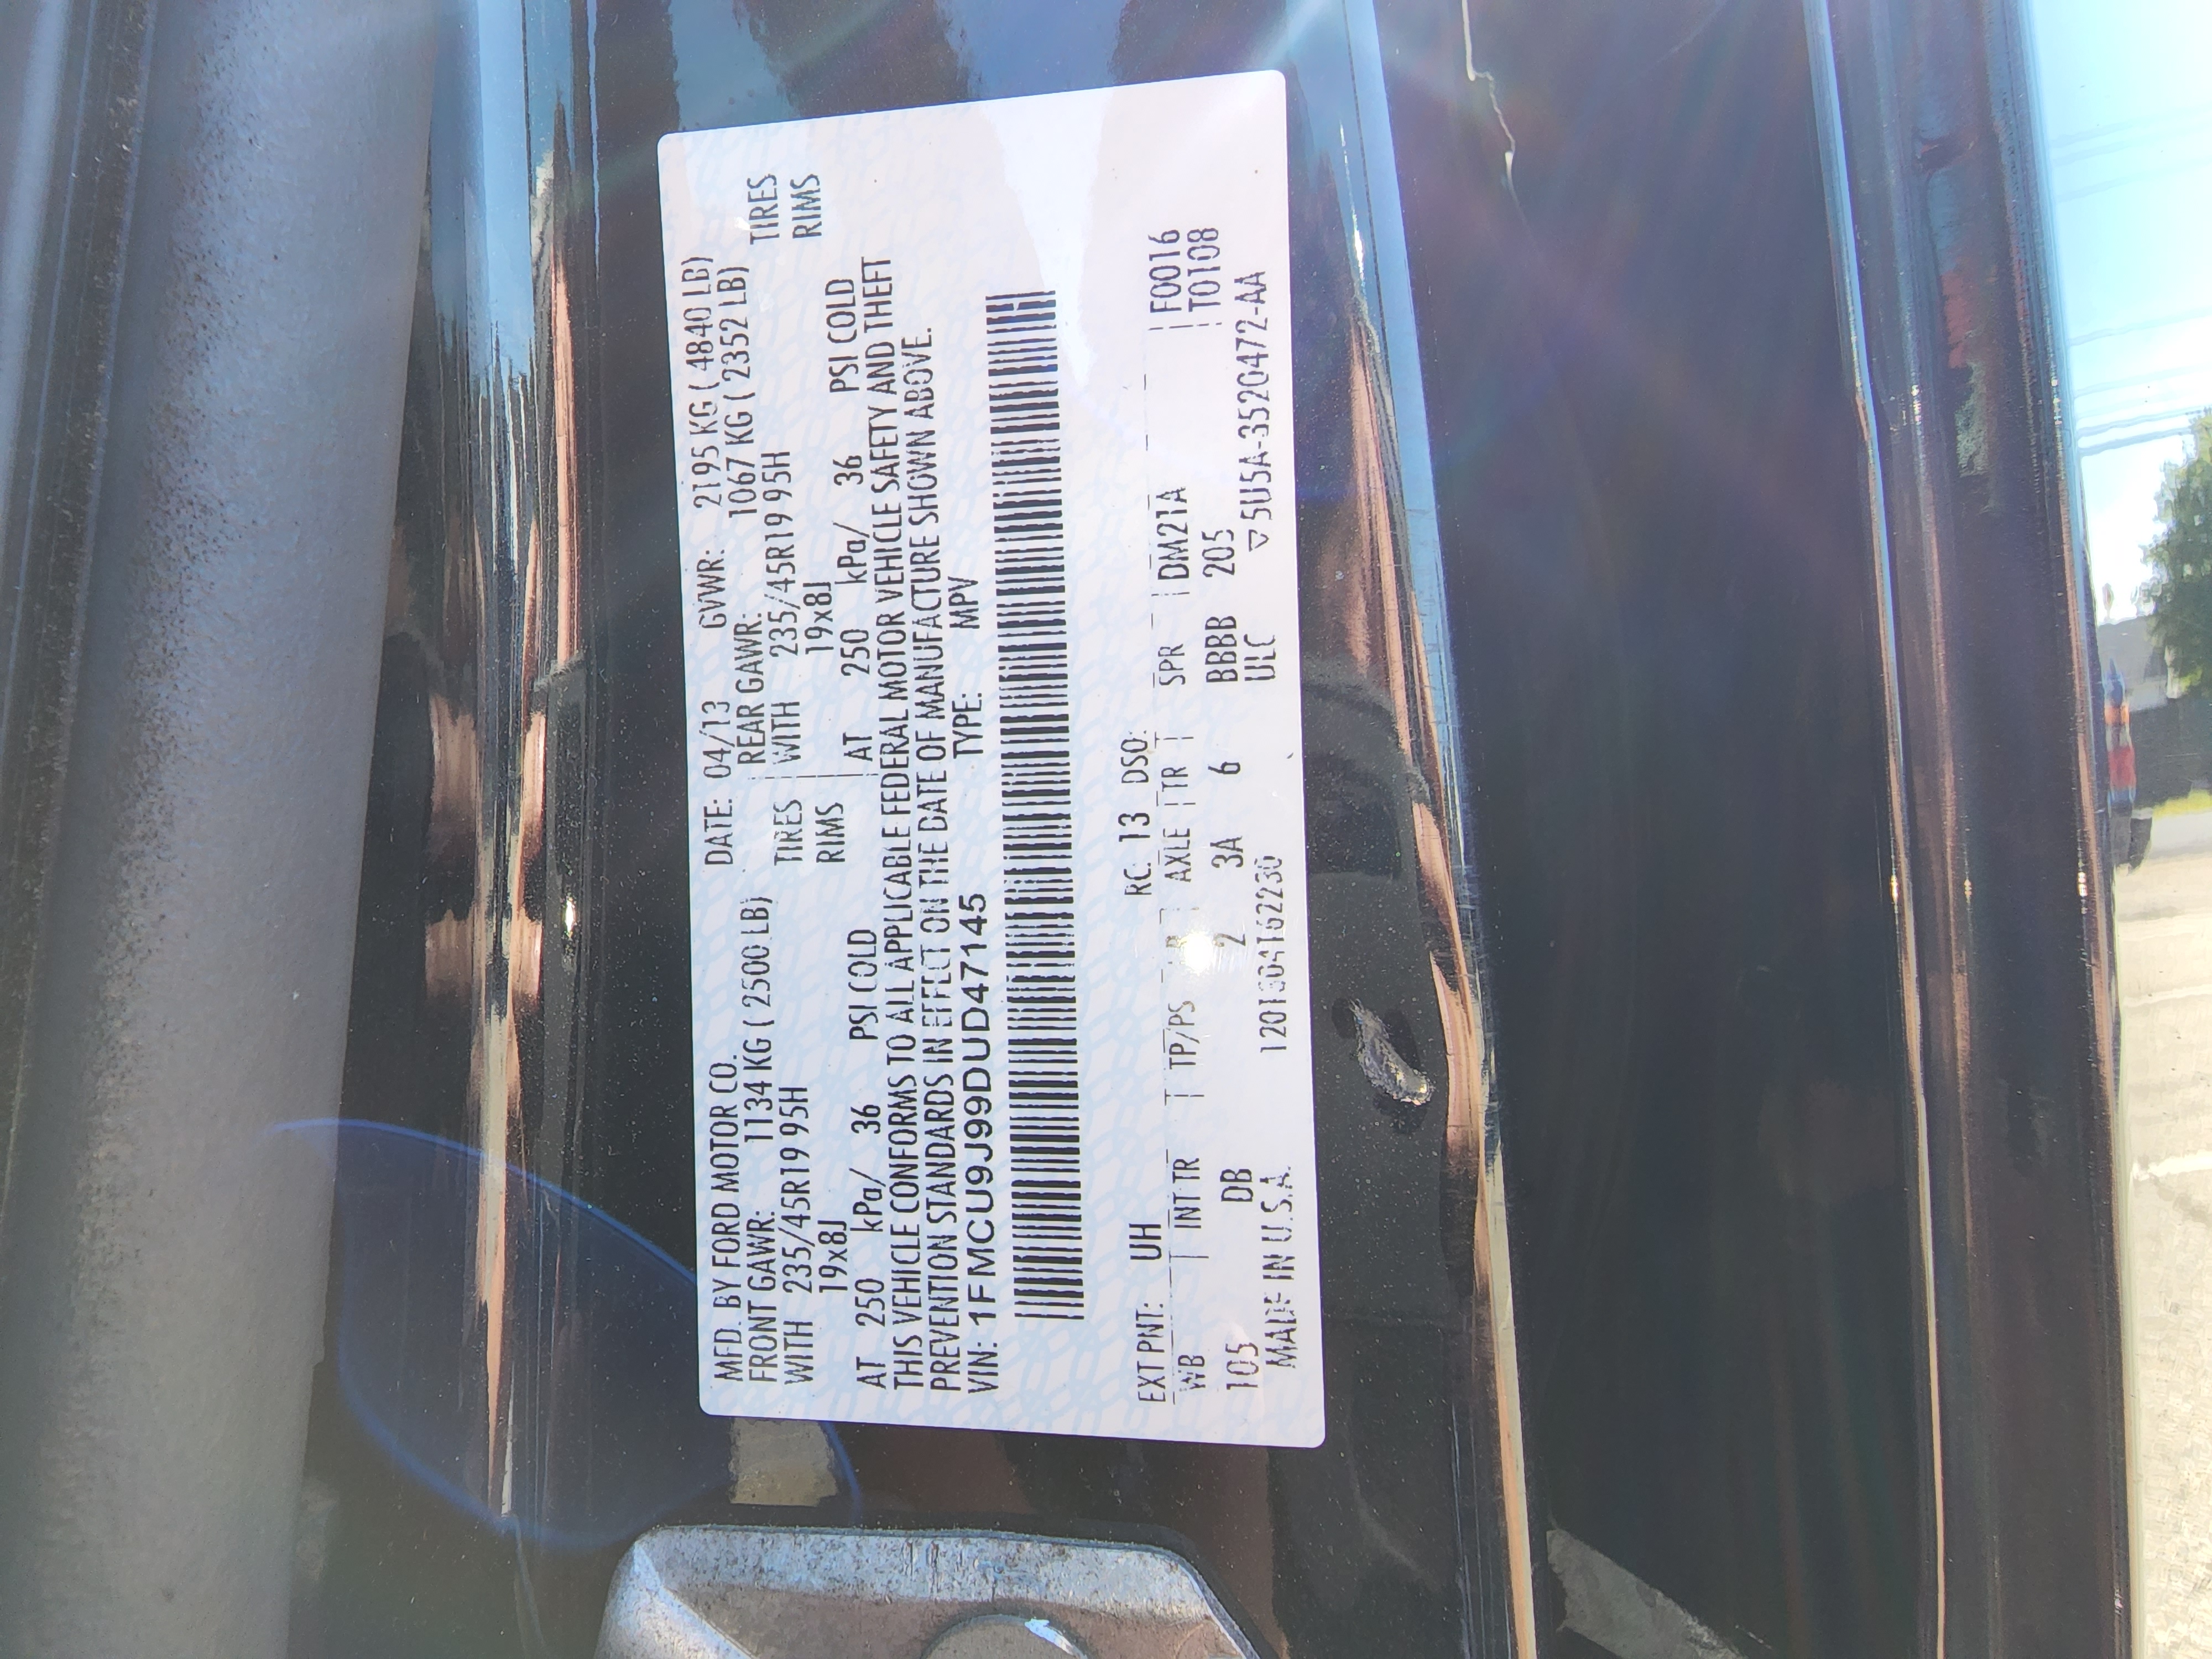 MFD. BY FORD MOTOR CO. DATE: 04/13 GVWR: 2195 KG ( 4840 LB)
FRONT GAWR: 1134 KG ( 2500 LB) REAR GAWR: 1067 KG ( 2352 LB)
WITH 235/45R19 95H TIRES WITH 235/45R19 95H TIRES
19x8J RIMS 19x8J RIMS
AT 250 kPa/ 36 PSI COLD AT 250 kPa/ 36 PSI COLD
THIS VEHICLE CONFORMS TO ALL APPLICABLE FEDERAL MOTOR VEHICLE SAFETY AND THEFT
PREVENTION STANDARDS IN EFFECT ON THE DATE OF MANUFACTURE SHOWN ABOVE.
VIN: 1FMCU9J99DUD47145 TYPE: MPV
EXT PNT: UH RC: 13 DSO: F0016
WB INT TR TP/PS R AXLE TR SPR DM21A T0108
105 DB 2 3A 6 BBBB 205
MADE IN U.S.A. 1201304162230 ULC ▽5U5A-3520472-AA